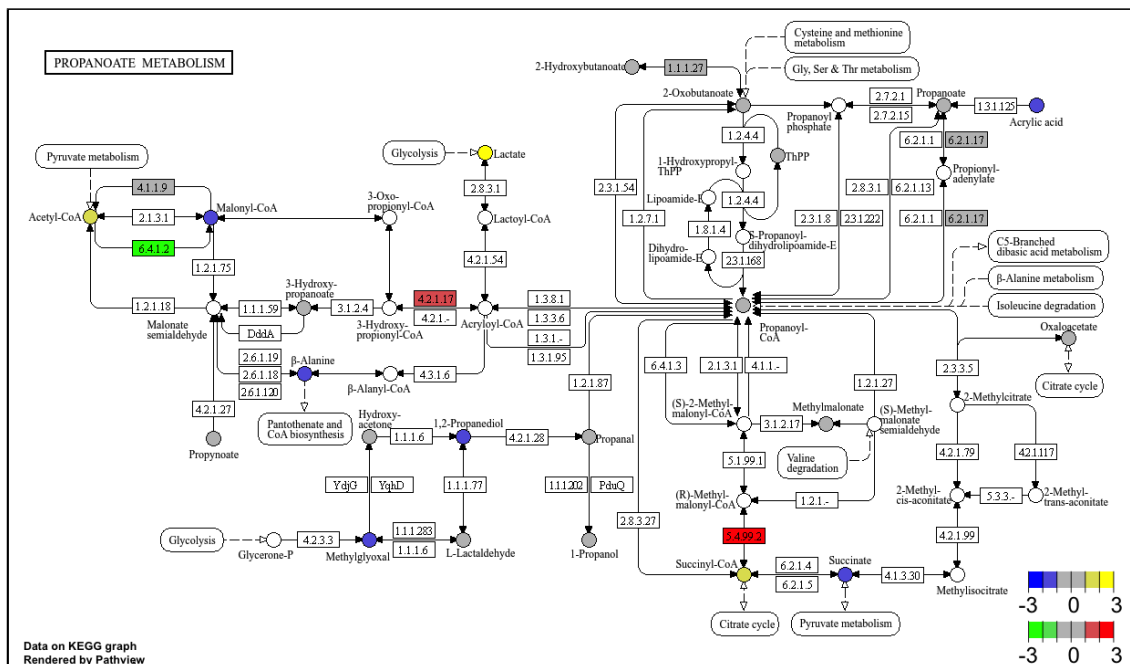 PROPANOATE METABOLISM
Cysteine and methionine
metabolism
Gly, Ser & Thr metabolism
2-Hydroxybutanoate
1.1.1.27
2-Oxobutanoate
Propanoyl
phosphate
2.7.2.1
2.7.2.15
Propanoate
1.3.1.125
Acrylic acid
1.2.4.4
ThPP
6.2.1.1
6.2.1.17
Pyruvate metabolism
Glycolysis
Lactate
1-Hydroxypropyl-
ThPP
Propionyl-
adenylate
4.1.1.9
2.8.3.1
2.3.1.54
Lipoamide-E
1.2.4.4
2.8.3.1
6.2.1.13
Acetyl-CoA
2.1.3.1
Malonyl-CoA
3-Oxo-
propionyl-CoA
Lactoyl-CoA
1.2.7.1
1.8.1.4
2.3.1.8
2.3.1.222
6.2.1.1
6.2.1.17
6.4.1.2
S-Propanoyl-
dihydrolipoamide-E
Dihydro-
lipoamide-E
2.3.1.168
C5-Branched
dibasic acid metabolism
1.2.1.75
4.2.1.54
β-Alanine metabolism
3-Hydroxy-
propanoate
4.2.1.17
1.3.8.1
Isoleucine degradation
1.2.1.18
1.1.1.59
3.1.2.4
4.2.1.-
1.3.3.6
Malonate
semialdehyde
DddA
3-Hydroxy-
propionyl-CoA
Acryloyl-CoA
1.3.1.-
1.3.1.95
Propanoyl-
CoA
Oxaloacetate
2.6.1.19
2.6.1.18
2.6.1.120
β-Alanine
β-Alanyl-CoA
4.3.1.6
1.2.1.87
6.4.1.3
2.1.3.1
4.1.1.-
1.2.1.27
2.3.3.5
Citrate cycle
4.2.1.27
Pantothenate and
CoA biosynthesis
(S)-2-Methyl-
malonyl-CoA
Methylmalonate
(S)-Methyl-
malonate
semialdehyde
2-Methylcitrate
Propynoate
Hydroxy-
acetone
1.1.1.6
1,2-Propanediol
4.2.1.28
Propanal
3.1.2.17
Valine
degradation
4.2.1.79
4.2.1.117
5.1.99.1
YdjG
YqhD
1.1.1.77
1.1.1.202
PduQ
(R)-Methyl-
malonyl-CoA
1.2.1.-
2-Methyl-
cis-aconitate
5.3.3.-
2-Methyl-
trans-aconitate
2.8.3.27
Glycolysis
Glycerone-P
4.2.3.3
Methylglyoxal
1.1.1.283
1.1.1.6
L-Lactaldehyde
1-Propanol
5.4.99.2
4.2.1.99
Succinyl-CoA
6.2.1.4
6.2.1.5
Succinate
4.1.3.30
Methylisocitrate
Citrate cycle
Pyruvate metabolism
-3 0 3
-3 0 3
Data on KEGG graph
Rendered by Pathview